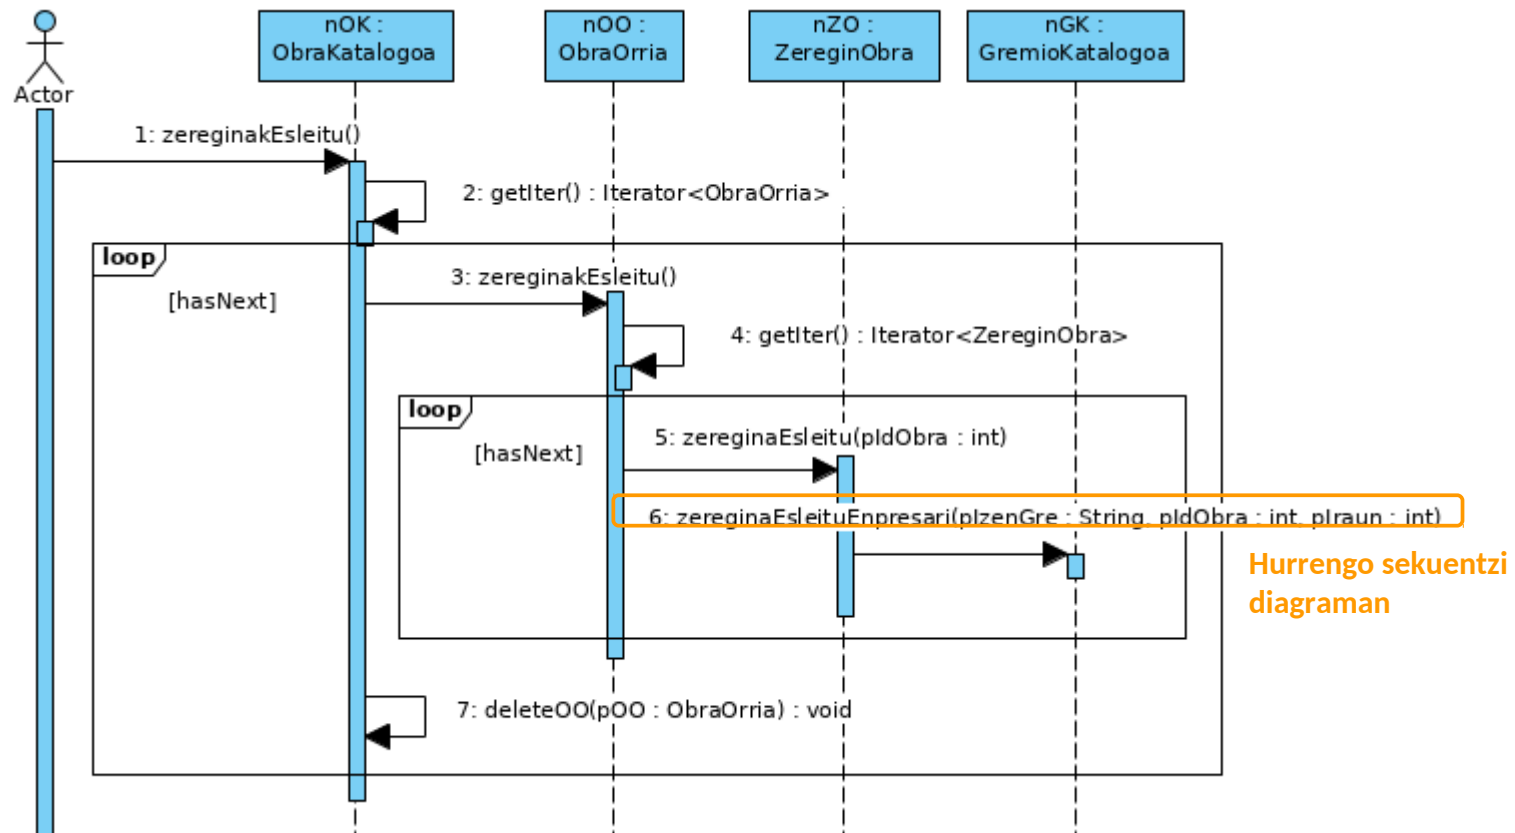 nOK :
ObraKatalogoa
nOO :
ObraOrria
nZO :
ZereginObra
nGK :
GremioKatalogoa
Actor
1: zereginakEsleitu()
2: getIter() : Iterator<ObraOrria>
loop
[hasNext]
3: zereginakEsleitu()
4: getIter() : Iterator<ZereginObra>
loop
[hasNext]
5: zereginaEsleitu(pIdObra : int)
6: zereginaEsleituEnpresari(pIzenGre : String, pIdObra : int, pIraun : int)
Hurrengo sekuentzi
diagraman
7: deleteOO(pOO : ObraOrria) : void